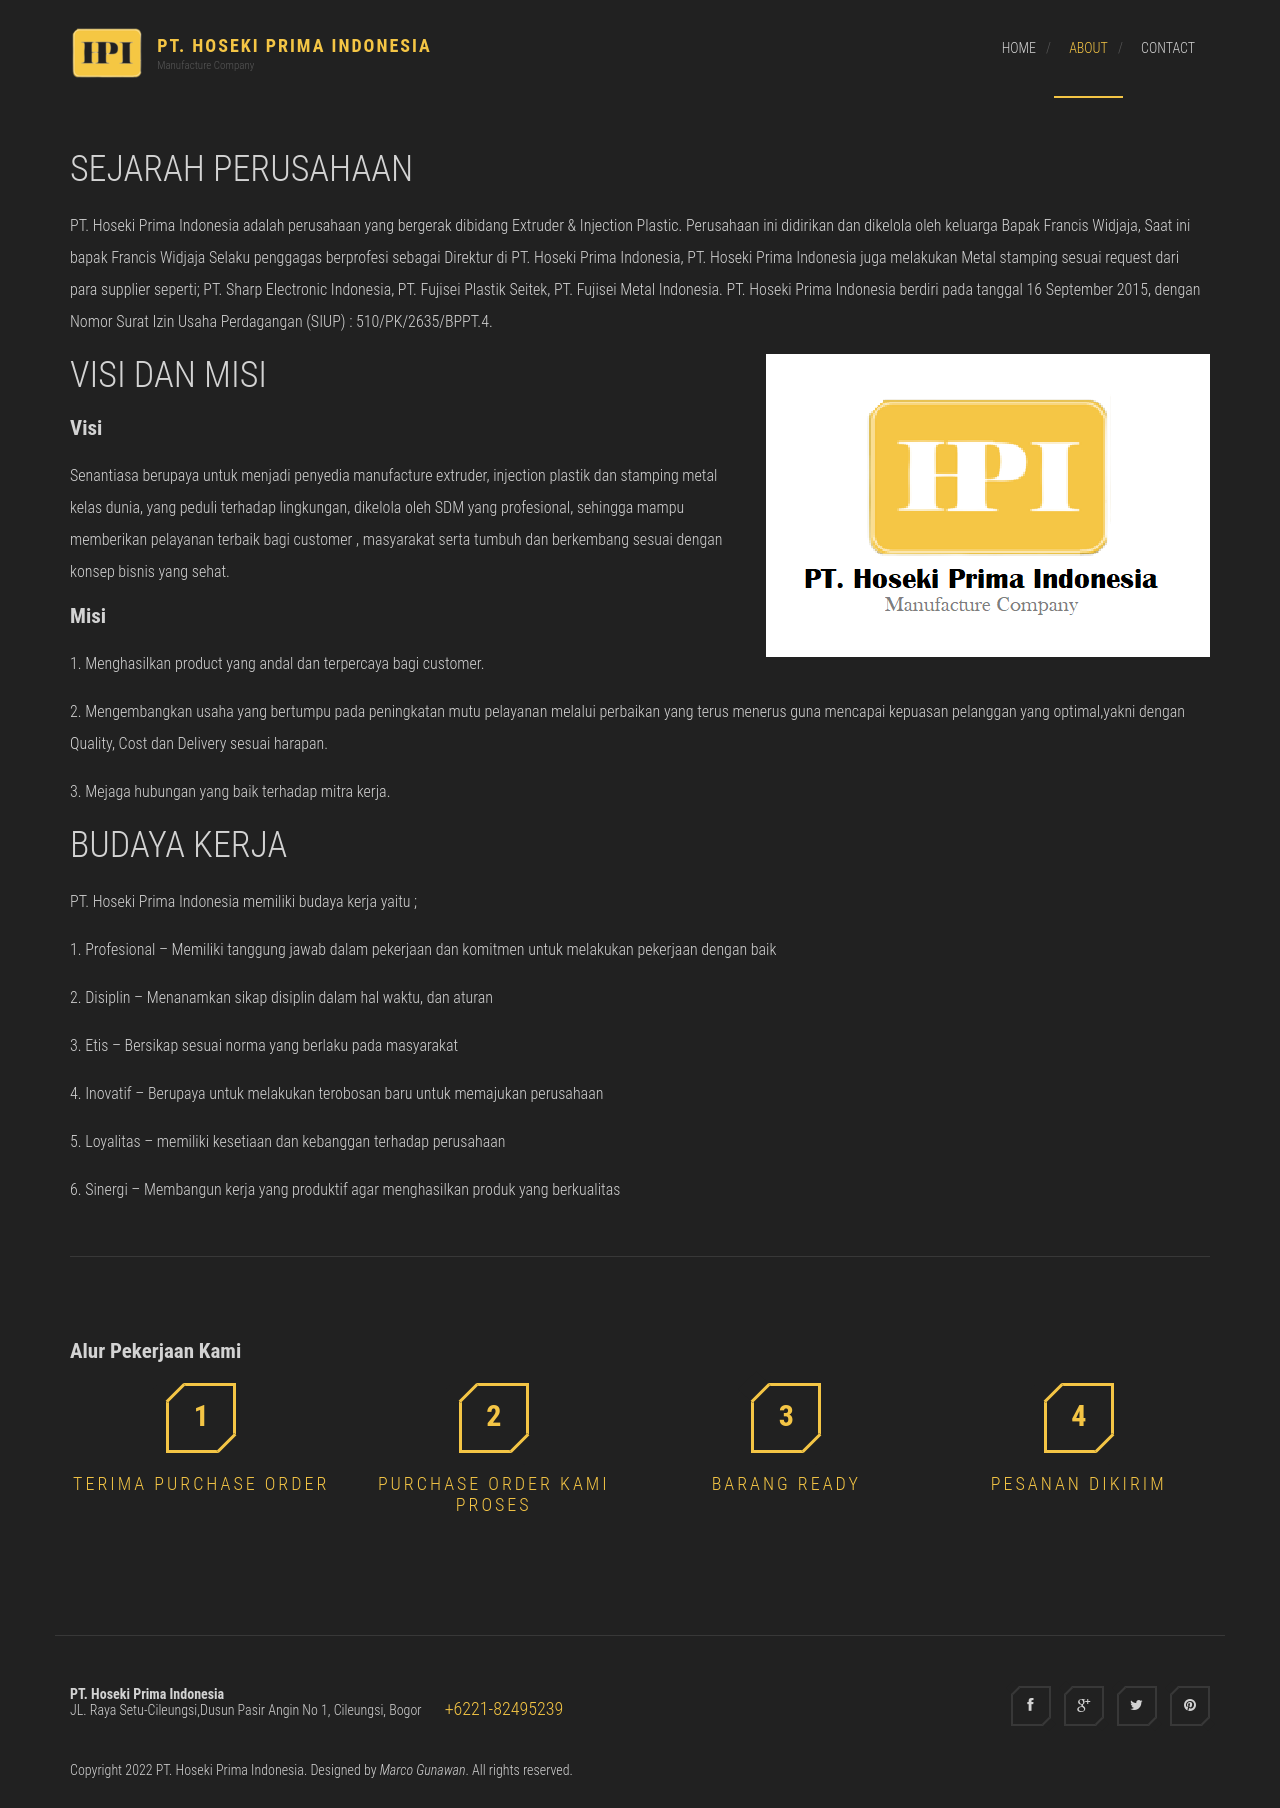 HPI
PT. HOSEKI PRIMA INDONESIA
Manufacture Company
HOME / ABOUT / CONTACT
SEJARAH PERUSAHAAN
PT. Hoseki Prima Indonesia adalah perusahaan yang bergerak dibidang Extruder & Injection Plastic. Perusahaan ini didirikan dan dikelola oleh keluarga Bapak Francis Widjaja, Saat ini
bapak Francis Widjaja Selaku penggagas berprofesi sebagai Direktur di PT. Hoseki Prima Indonesia, PT. Hoseki Prima Indonesia juga melakukan Metal stamping sesuai request dari
para supplier seperti; PT. Sharp Electronic Indonesia, PT. Fujisei Plastik Seitek, PT. Fujisei Metal Indonesia. PT. Hoseki Prima Indonesia berdiri pada tanggal 16 September 2015, dengan
Nomor Surat Izin Usaha Perdagangan (SIUP) : 510/PK/2635/BPPT.4.
VISI DAN MISI
Visi
Senantiasa berupaya untuk menjadi penyedia manufacture extruder, injection plastik dan stamping metal
kelas dunia, yang peduli terhadap lingkungan, dikelola oleh SDM yang profesional, sehingga mampu
memberikan pelayanan terbaik bagi customer , masyarakat serta tumbuh dan berkembang sesuai dengan
konsep bisnis yang sehat.
HPI
PT. Hoseki Prima Indonesia
Manufacture Company
Misi
1. Menghasilkan product yang andal dan terpercaya bagi customer.
2. Mengembangkan usaha yang bertumpu pada peningkatan mutu pelayanan melalui perbaikan yang terus menerus guna mencapai kepuasan pelanggan yang optimal,yakni dengan
Quality, Cost dan Delivery sesuai harapan.
3. Mejaga hubungan yang baik terhadap mitra kerja.
BUDAYA KERJA
PT. Hoseki Prima Indonesia memiliki budaya kerja yaitu ;
1. Profesional – Memiliki tanggung jawab dalam pekerjaan dan komitmen untuk melakukan pekerjaan dengan baik
2. Disiplin – Menanamkan sikap disiplin dalam hal waktu, dan aturan
3. Etis – Bersikap sesuai norma yang berlaku pada masyarakat
4. Inovatif – Berupaya untuk melakukan terobosan baru untuk memajukan perusahaan
5. Loyalitas – memiliki kesetiaan dan kebanggan terhadap perusahaan
6. Sinergi – Membangun kerja yang produktif agar menghasilkan produk yang berkualitas
Alur Pekerjaan Kami
1
TERIMA PURCHASE ORDER
2
PURCHASE ORDER KAMI
PROSES
3
BARANG READY
4
PESANAN DIKIRIM
PT. Hoseki Prima Indonesia
JL. Raya Setu-Cileungsi,Dusun Pasir Angin No 1, Cileungsi, Bogor
+6221-82495239
Copyright 2022 PT. Hoseki Prima Indonesia. Designed by Marco Gunawan. All rights reserved.